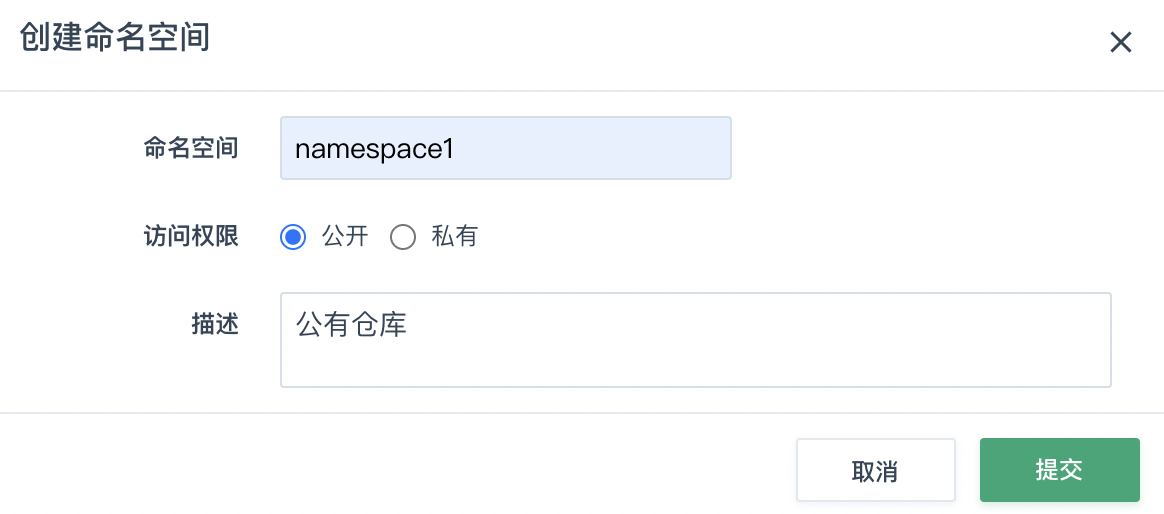 创建命名空间
命名空间 namespace1
访问权限 公开 私有
描述 公有仓库
取消 提交